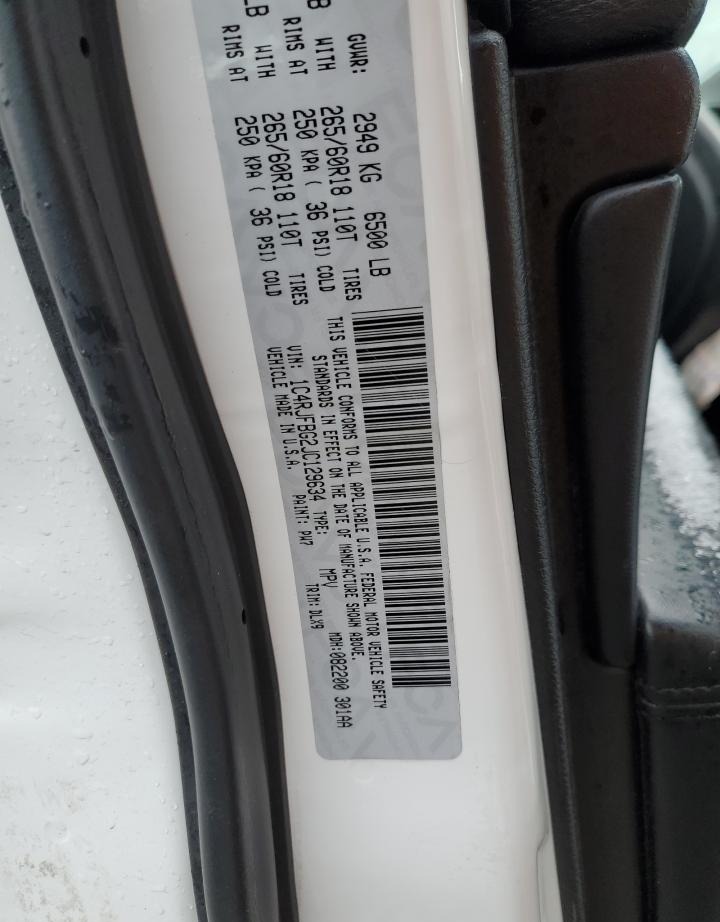 GVWR: 2949 KG 6500 LB
B WITH 265/60R18 110T TIRES
RIMS AT 250 KPA ( 36 PSI) COLD
LB WITH 265/60R18 110T TIRES
RIMS AT 250 KPA ( 36 PSI) COLD
THIS VEHICLE CONFORMS TO ALL APPLICABLE U.S.A. FEDERAL MOTOR VEHICLE SAFETY
STANDARDS IN EFFECT ON THE DATE OF MANUFACTURE SHOWN ABOVE.
VIN: 1C4RJFBG2JC129634 TYPE: MPV MDH:082200 301AA
VEHICLE MADE IN U.S.A. PAINT: PW7 TRIM: DLX9